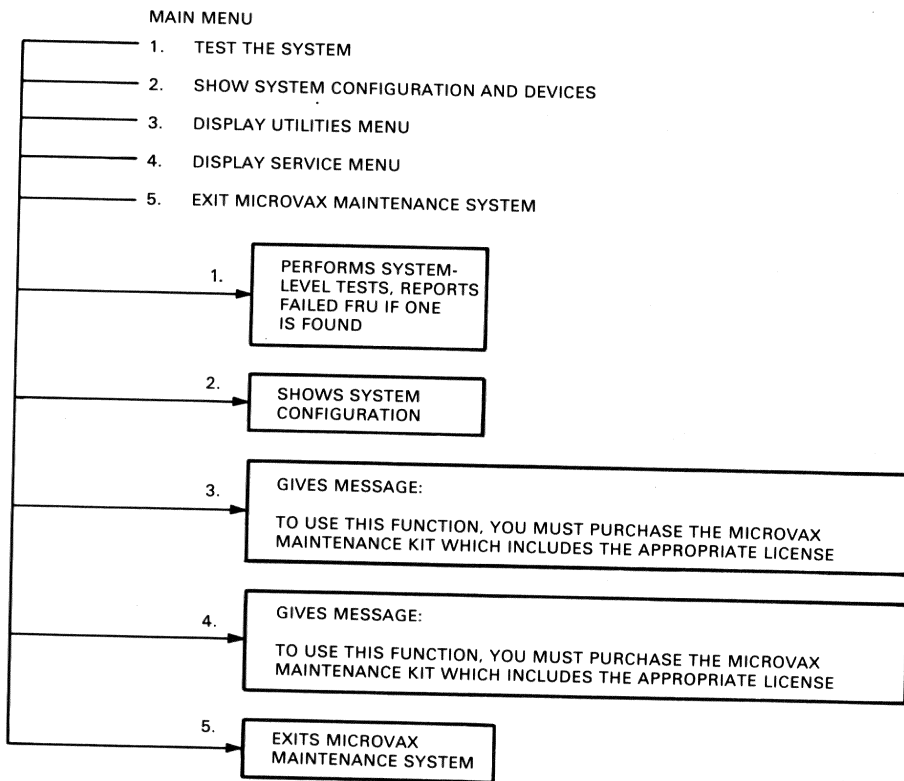 MAIN MENU
1. TEST THE SYSTEM
2. SHOW SYSTEM CONFIGURATION AND DEVICES
3. DISPLAY UTILITIES MENU
4. DISPLAY SERVICE MENU
5. EXIT MICROVAX MAINTENANCE SYSTEM
1. PERFORMS SYSTEM-
LEVEL TESTS, REPORTS
FAILED FRU IF ONE
IS FOUND
2. SHOWS SYSTEM
CONFIGURATION
3. GIVES MESSAGE:
TO USE THIS FUNCTION, YOU MUST PURCHASE THE MICROVAX
MAINTENANCE KIT WHICH INCLUDES THE APPROPRIATE LICENSE
4. GIVES MESSAGE:
TO USE THIS FUNCTION, YOU MUST PURCHASE THE MICROVAX
MAINTENANCE KIT WHICH INCLUDES THE APPROPRIATE LICENSE
5. EXITS MICROVAX
MAINTENANCE SYSTEM